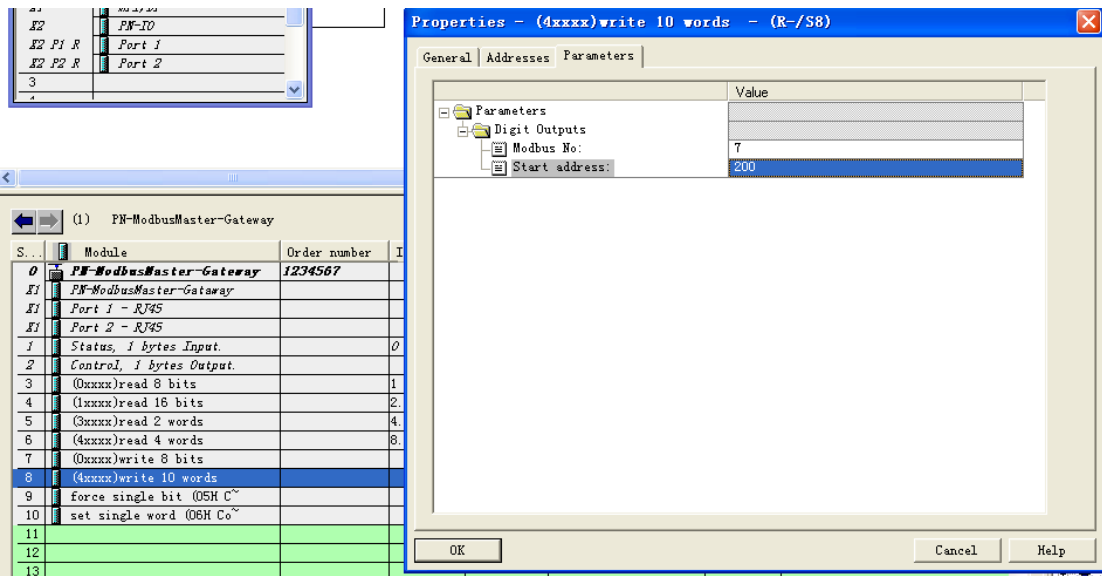 X2
PN-IO
X2 P1 R
Port 1
X2 P2 R
Port 2
3
(1) PN-ModbusMaster-Gateway
S... Module Order number I
0 PN-ModbusMaster-Gateway 1234567
X1 PN-ModbusMaster-Gataway
X1 Port 1 - RJ45
X1 Port 2 - RJ45
1 Status, 1 bytes Input. 0
2 Control, 1 bytes Output.
3 (0xxxx)read 8 bits 1
4 (1xxxx)read 16 bits 2.
5 (3xxxx)read 2 words 4.
6 (4xxxx)read 4 words 8.
7 (0xxxx)write 8 bits
8 (4xxxx)write 10 words
9 force single bit (05H C~
10 set single word (06H Co~
11
12
13
Properties - (4xxxx)write 10 words - (R-/S8)
General Addresses Parameters
Value
Parameters
Digit Outputs
Modbus No: 7
Start address: 200
OK Cancel Help